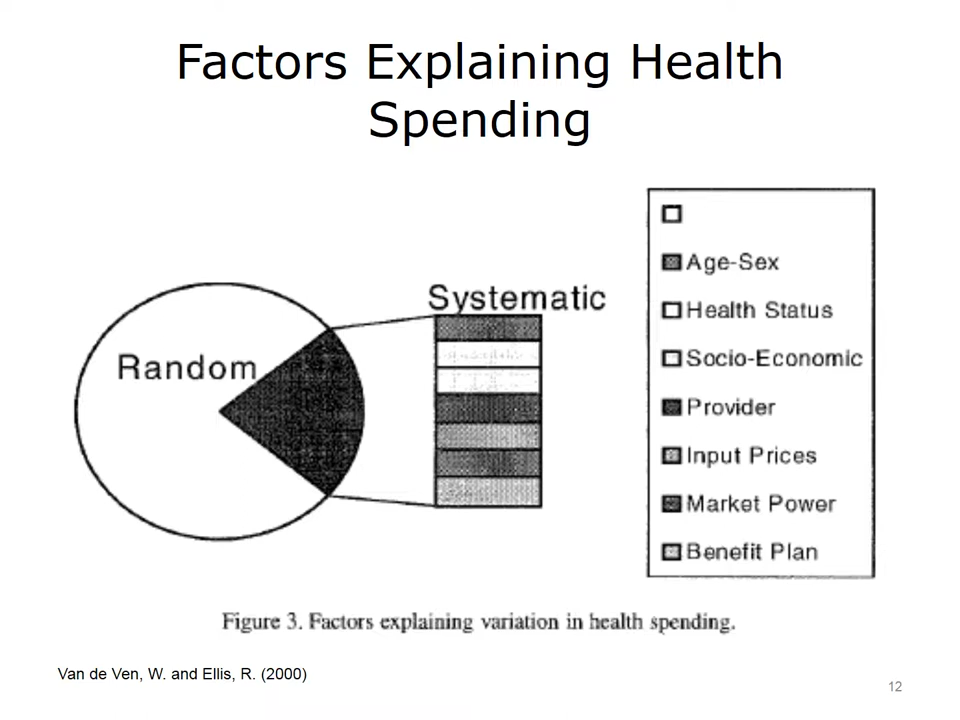 Factors Explaining Health
Spending
Random
Systematic
Age-Sex
Health Status
Socio-Economic
Provider
Input Prices
Market Power
Benefit Plan
Figure 3. Factors explaining variation in health spending.
Van de Ven, W. and Ellis, R. (2000)
12